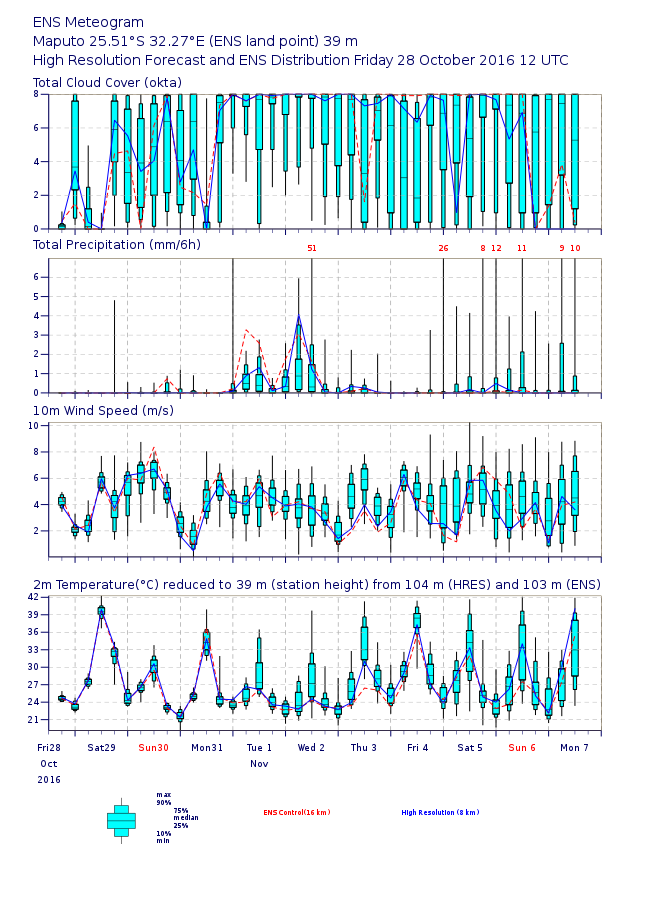 ENS Meteogram
Maputo 25.51°S 32.27°E (ENS land point) 39 m
High Resolution Forecast and ENS Distribution Friday 28 October 2016 12 UTC
Total Cloud Cover (okta)
8
6
4
2
0
Total Precipitation (mm/6h)
51 26 8 12 11 9 10
6
5
4
3
2
1
0
10m Wind Speed (m/s)
10
8
6
4
2
2m Temperature(°C) reduced to 39 m (station height) from 104 m (HRES) and 103 m (ENS)
42
39
36
33
30
27
24
21
Fri28 Sat29 Sun30 Mon31 Tue 1 Wed 2 Thu 3 Fri 4 Sat 5 Sun 6 Mon 7
Oct Nov
2016
max
90%
75%
median
25%
10%
min
ENS Control(16 km)
High Resolution (8 km)